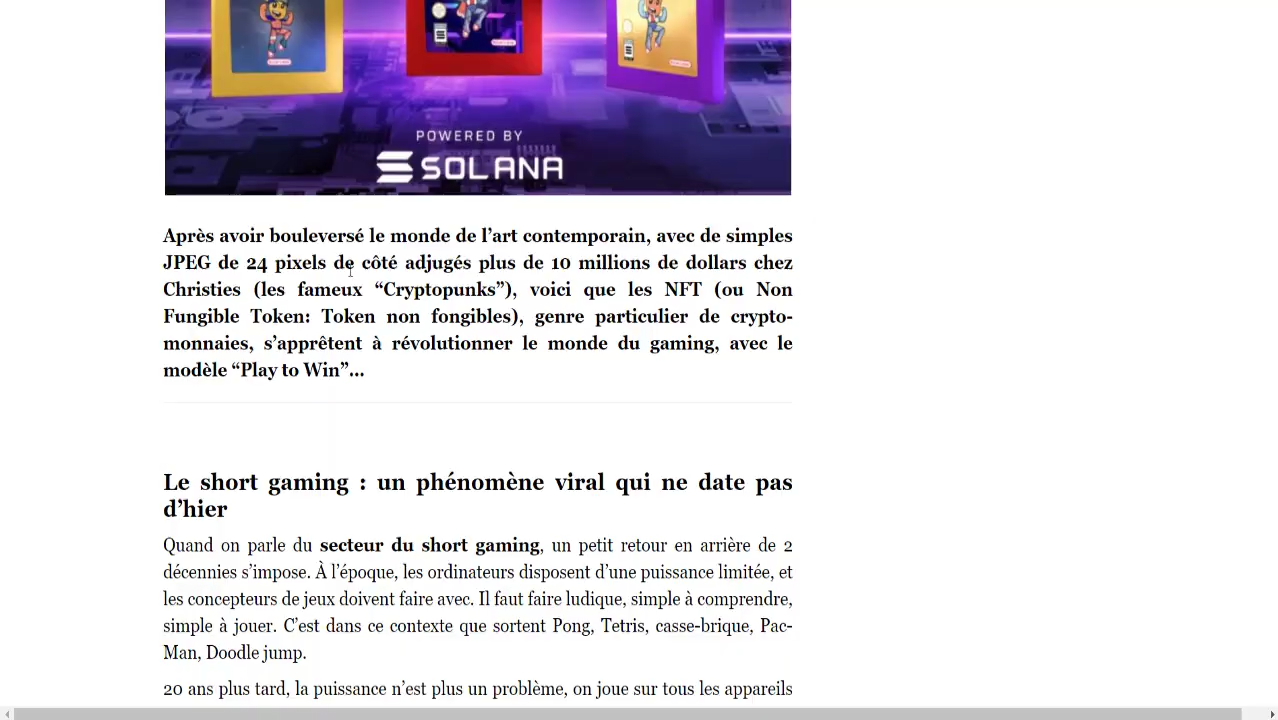 POWERED BY
SOLANA
Après avoir bouleversé le monde de l’art contemporain, avec de simples
JPEG de 24 pixels de côté adjugés plus de 10 millions de dollars chez
Christies (les fameux “Cryptopunks”), voici que les NFT (ou Non
Fungible Token: Token non fongibles), genre particulier de crypto-
monnaies, s’apprêtent à révolutionner le monde du gaming, avec le
modèle “Play to Win”...
Le short gaming : un phénomène viral qui ne date pas
d’hier
Quand on parle du secteur du short gaming, un petit retour en arrière de 2
décennies s’impose. À l’époque, les ordinateurs disposent d’une puissance limitée, et
les concepteurs de jeux doivent faire avec. Il faut faire ludique, simple à comprendre,
simple à jouer. C’est dans ce contexte que sortent Pong, Tetris, casse-brique, Pac-
Man, Doodle jump.
20 ans plus tard, la puissance n’est plus un problème, on joue sur tous les appareils